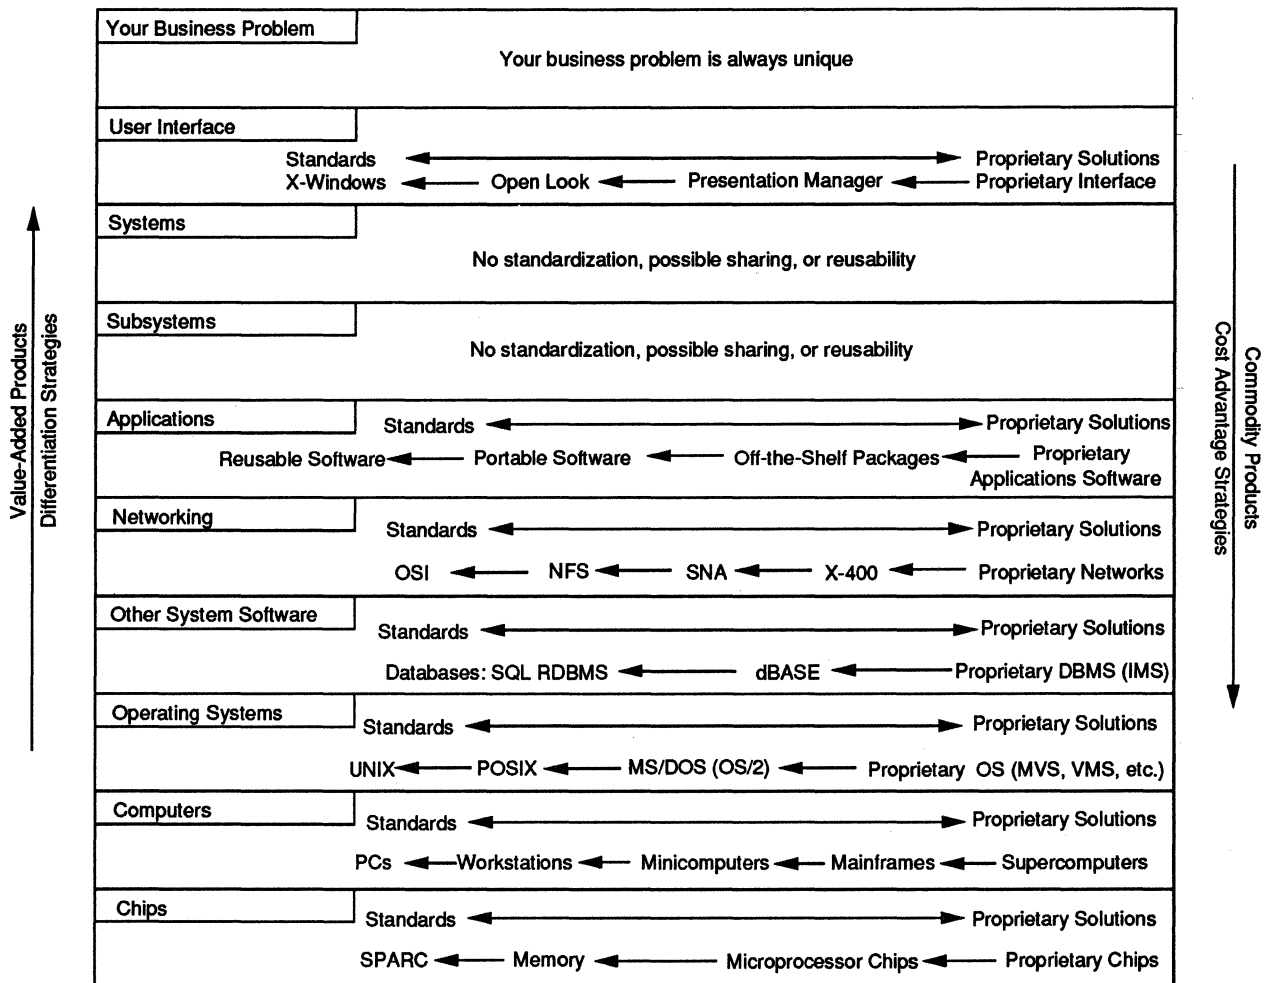 Your Business Problem
Your business problem is always unique
User Interface
Standards Proprietary Solutions
X-Windows Open Look Presentation Manager Proprietary Interface
Systems
No standardization, possible sharing, or reusability
Subsystems
No standardization, possible sharing, or reusability
Applications
Standards Proprietary Solutions
Reusable Software Portable Software Off-the-Shelf Packages Proprietary
Applications Software
Networking
Standards Proprietary Solutions
OSI NFS SNA X-400 Proprietary Networks
Other System Software
Standards Proprietary Solutions
Databases: SQL RDBMS dBASE Proprietary DBMS (IMS)
Operating Systems
Standards Proprietary Solutions
UNIX POSIX MS/DOS (OS/2) Proprietary OS (MVS, VMS, etc.)
Computers
Standards Proprietary Solutions
PCs Workstations Minicomputers Mainframes Supercomputers
Chips
Standards Proprietary Solutions
SPARC Memory Microprocessor Chips Proprietary Chips
Value-Added Products
Differentiation Strategies
Commodity Products
Cost Advantage Strategies